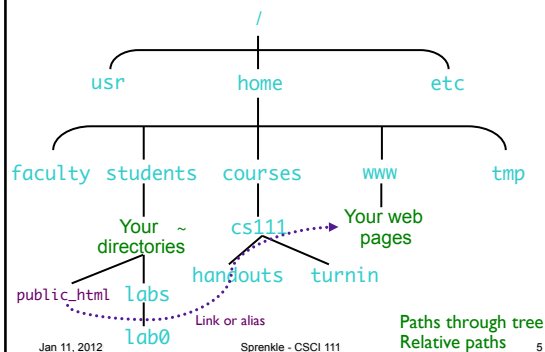 /
usr home etc
faculty students courses www tmp
Your ~
directories
cs111
Your web
pages
handouts turnin
public_html labs
Link or alias
lab0
Paths through tree
Relative paths
Jan 11, 2012 Sprenkle - CSCI 111 5